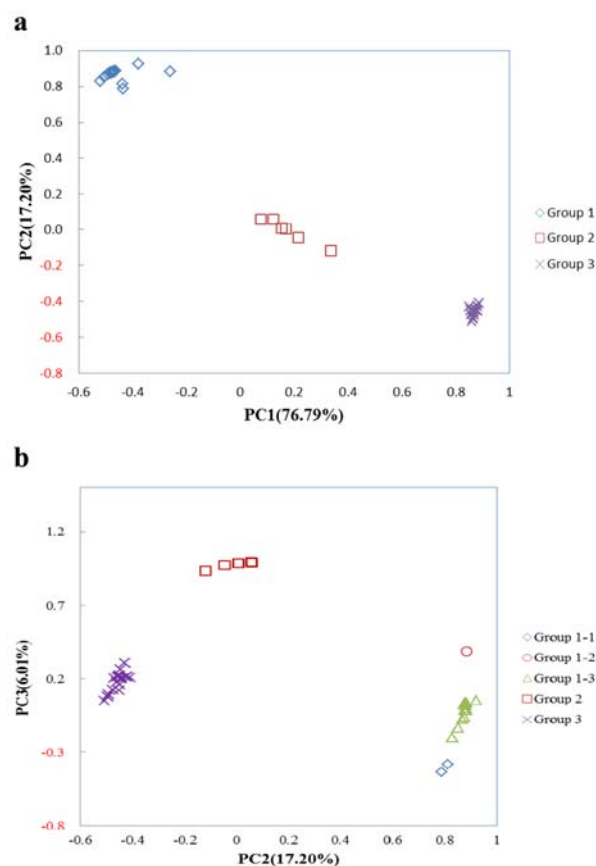 a
1.0
0.8
0.6
0.4
0.2
0.0
-0.2
-0.4
-0.6
-0.8
PC2(17.20%)
-0.6 -0.4 -0.2 0 0.2 0.4 0.6 0.8 1
PC1(76.79%)
Group 1
Group 2
Group 3
b
1.2
0.7
0.2
-0.3
-0.8
PC3(6.01%)
-0.6 -0.4 -0.2 0 0.2 0.4 0.6 0.8 1
PC2(17.20%)
Group 1-1
Group 1-2
Group 1-3
Group 2
Group 3